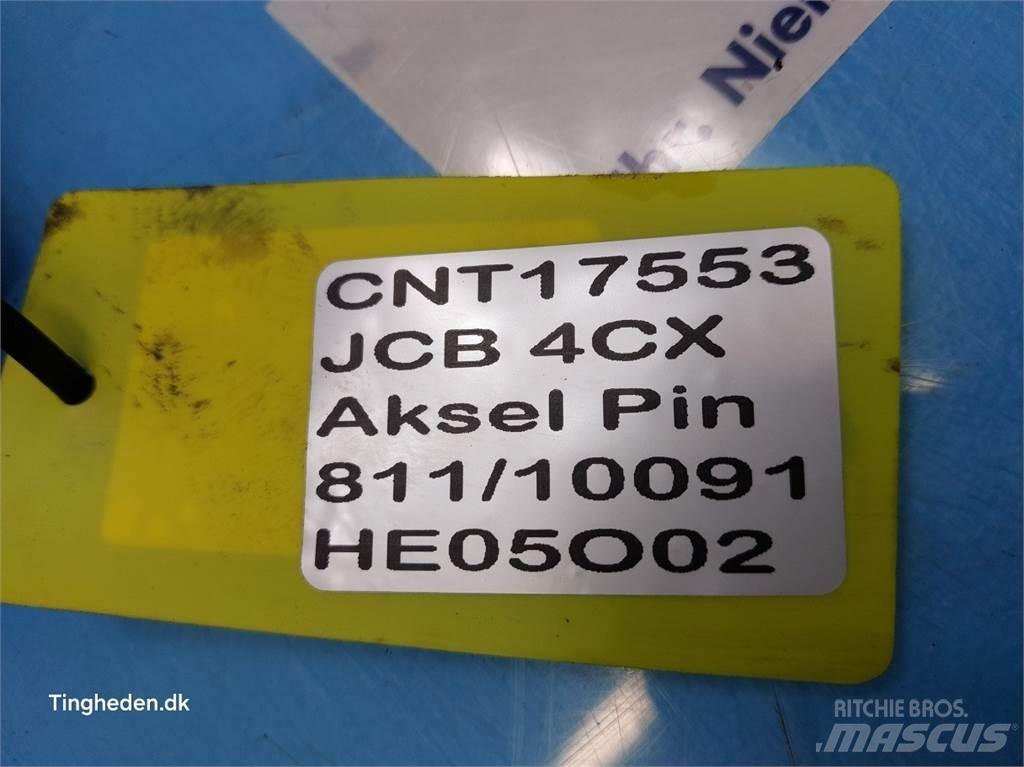 CNT17553
JCB 4CX
Aksel Pin
811/10091
HE05O02
Tingheden.dk
RITCHIE BROS.
MASCUS